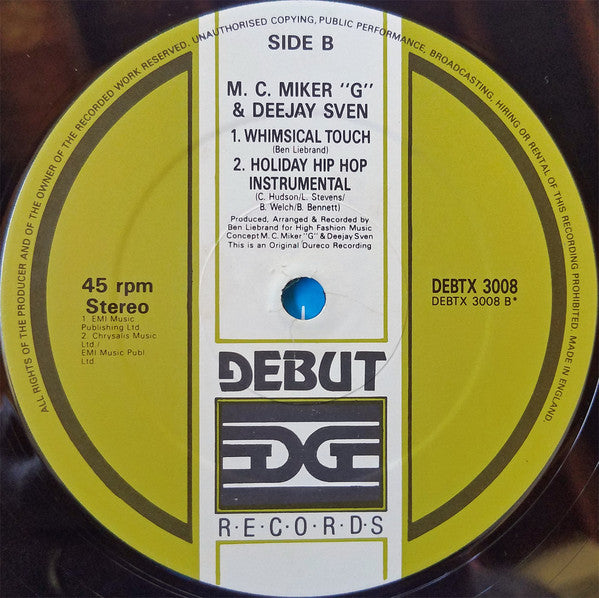 ALL RIGHTS OF THE PRODUCER AND OF THE OWNER OF THE RECORDED WORK RESERVED. UNAUTHORISED COPYING, PUBLIC PERFORMANCE, BROADCASTING, HIRING OR RENTAL OF THIS RECORDING PROHIBITED. MADE IN ENGLAND.
SIDE B
M. C. MIKER "G"
& DEEJAY SVEN
1. WHIMSICAL TOUCH
(Ben Liebrand)
2. HOLIDAY HIP HOP
INSTRUMENTAL
(C. Hudson/L. Stevens/
B. Welch/B. Bennett)
Produced, Arranged & Recorded by
Ben Liebrand for High Fashion Music
Concept M. C. Miker "G" & Deejay Sven
This is an Original Dureco Recording
45 rpm
Stereo
1. EMI Music
Publishing Ltd
2. Chrysalis Music
Ltd./
EMI Music Publ
Ltd.
DEBTX 3008
DEBTX 3008 B*
DEBUT
R·E·C·O·R·D·S